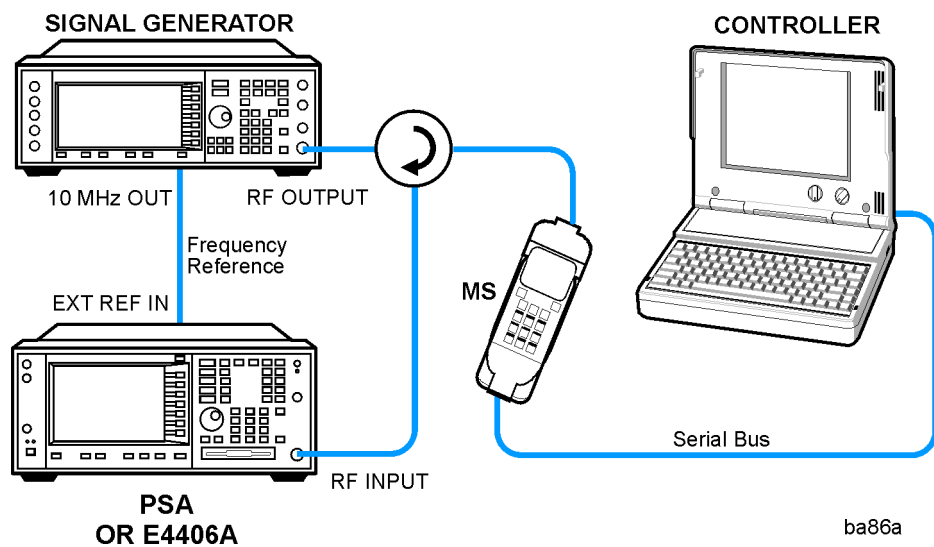 SIGNAL GENERATOR
CONTROLLER
10 MHz OUT
RF OUTPUT
Frequency
Reference
MS
EXT REF IN
Serial Bus
RF INPUT
PSA
OR E4406A
ba86a